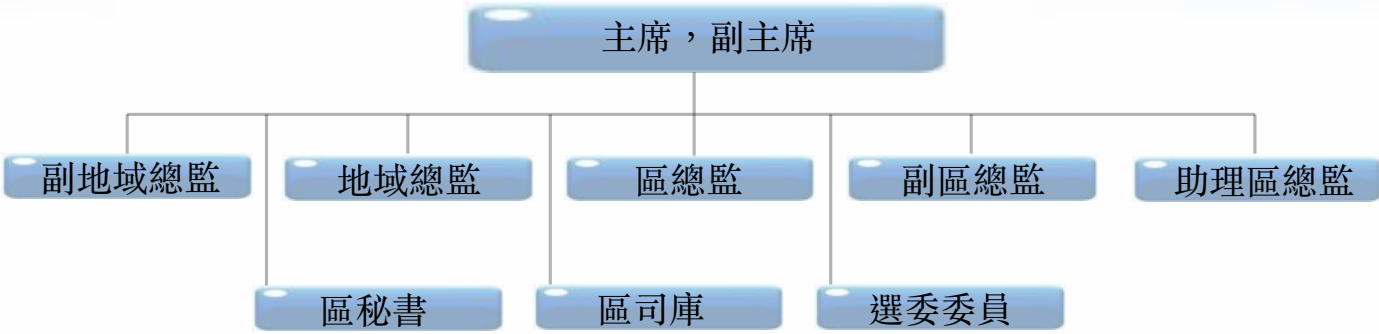 主席，副主席
副地域總監
地域總監
區總監
副區總監
助理區總監
區秘書
區司庫
選委委員